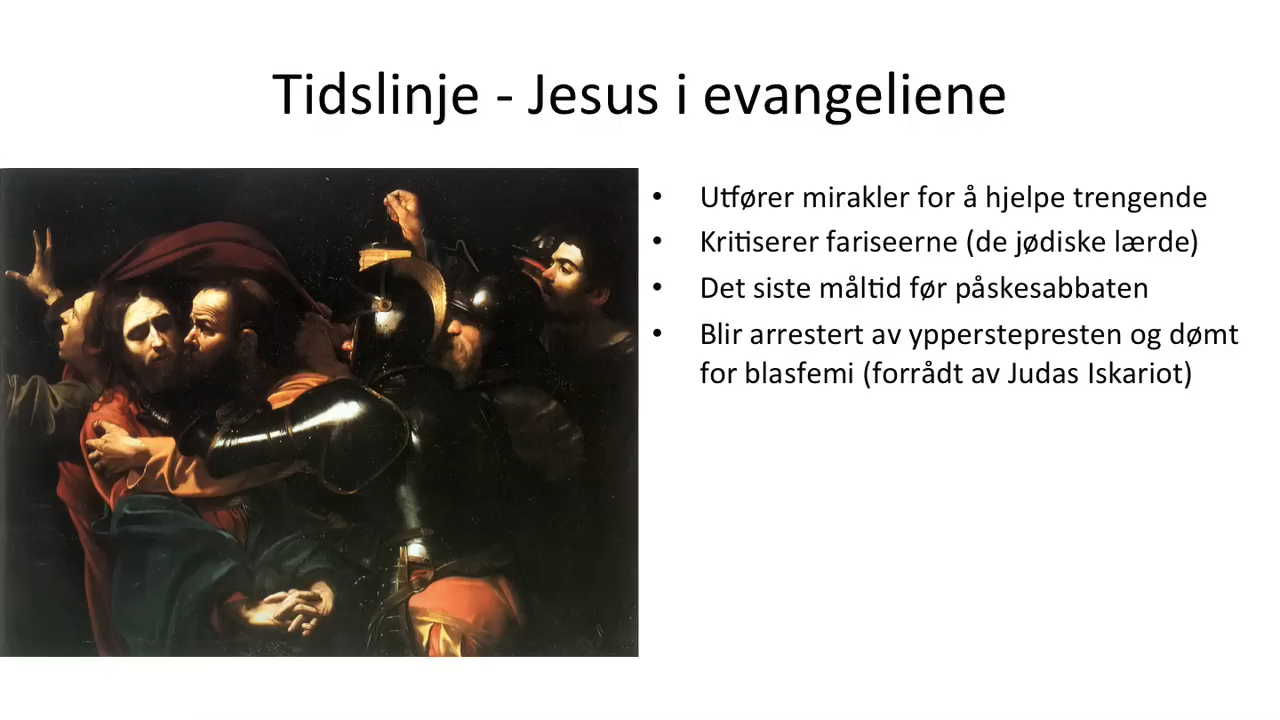 Tidslinje - Jesus i evangeliene
• Utfører mirakler for å hjelpe trengende
• Kritiserer fariseerne (de jødiske lærde)
• Det siste måltid før påskesabbaten
• Blir arrestert av yppersteprestten og dømt
for blasfemi (forrådt av Judas Iskariot)